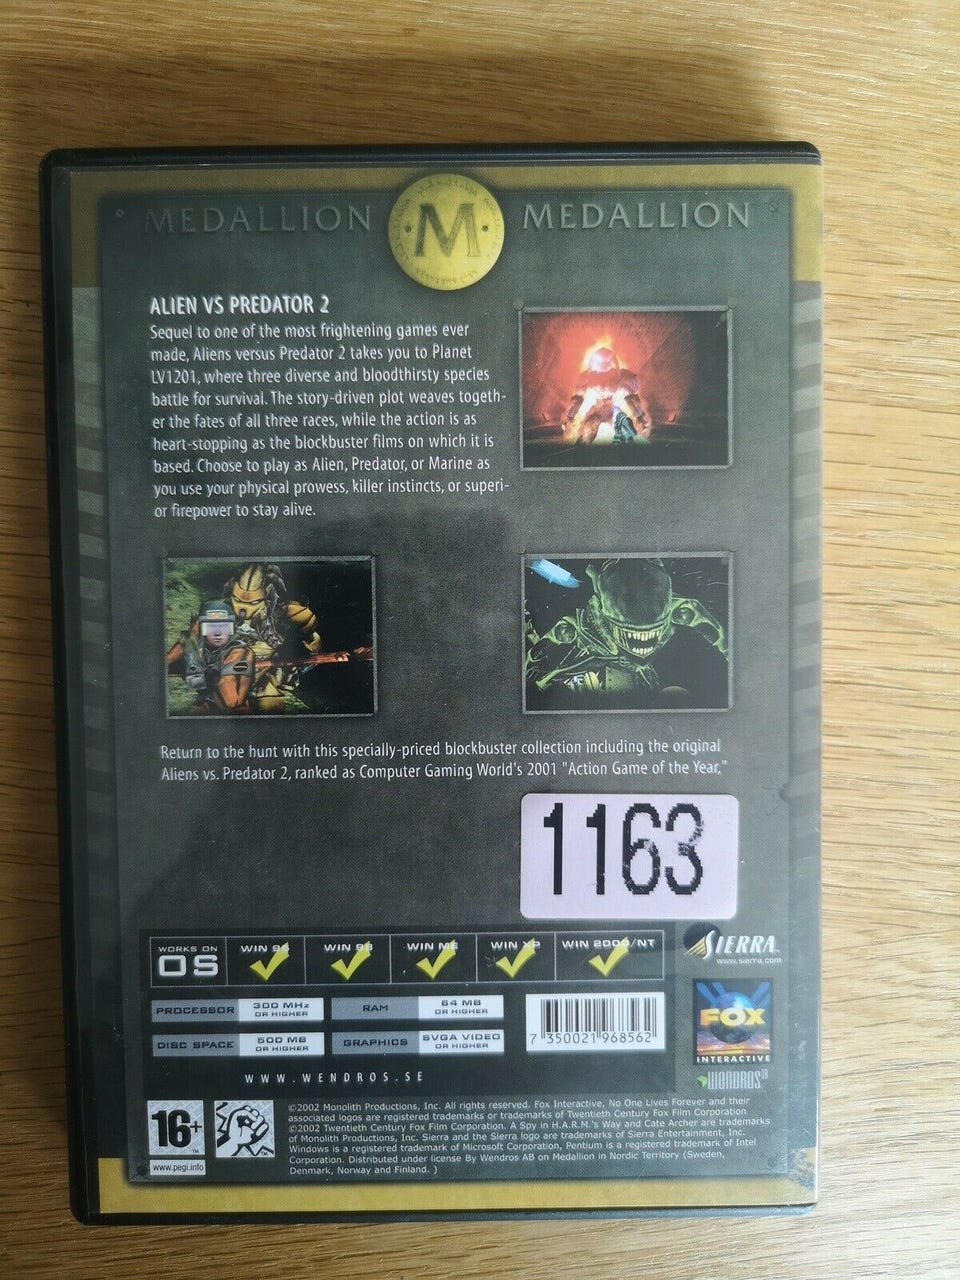 MEDALLION M MEDALLION
ALIEN VS PREDATOR 2
Sequel to one of the most frightening games ever
made, Aliens versus Predator 2 takes you to Planet
LV1201, where three diverse and bloodthirsty species
battle for survival. The story-driven plot weaves togeth-
er the fates of all three races, while the action is as
heart-stopping as the blockbuster films on which it is
based. Choose to play as Alien, Predator, or Marine as
you use your physical prowess, killer instincts, or superi-
or firepower to stay alive.
Return to the hunt with this specially-priced blockbuster collection including the original
Aliens vs. Predator 2, ranked as Computer Gaming World's 2001 "Action Game of the Year,"
1163
WORKS ON
OS
WIN 95 WIN 98 WIN ME WIN XP WIN 2000/NT
SIERRA™
www.sierra.com
PROCESSOR 300 MHz OR HIGHER RAM 64 MB OR HIGHER
DISC SPACE 500 MB OR HIGHER GRAPHICS SVGA VIDEO OR HIGHER
7 350021 968562
FOX
INTERACTIVE
WENDROS
WWW.WENDROS.SE
16+
www.pegi.info
©2002 Monolith Productions, Inc. All rights reserved. Fox Interactive, No One Lives Forever and their
associated logos are registered trademarks or trademarks of Twentieth Century Fox Film Corporation
©2002 Twentieth Century Fox Film Corporation. A Spy in H.A.R.M.'s Way and Cate Archer are trademarks
of Monolith Productions, Inc. Sierra and the Sierra logo are trademarks of Sierra Entertainment, Inc.
Windows is a registered trademark of Microsoft Corporation, Pentium is a registered trademark of Intel
Corporation. Distributed under license By Wendros AB on Medallion in Nordic Territory (Sweden,
Denmark, Norway and Finland. )